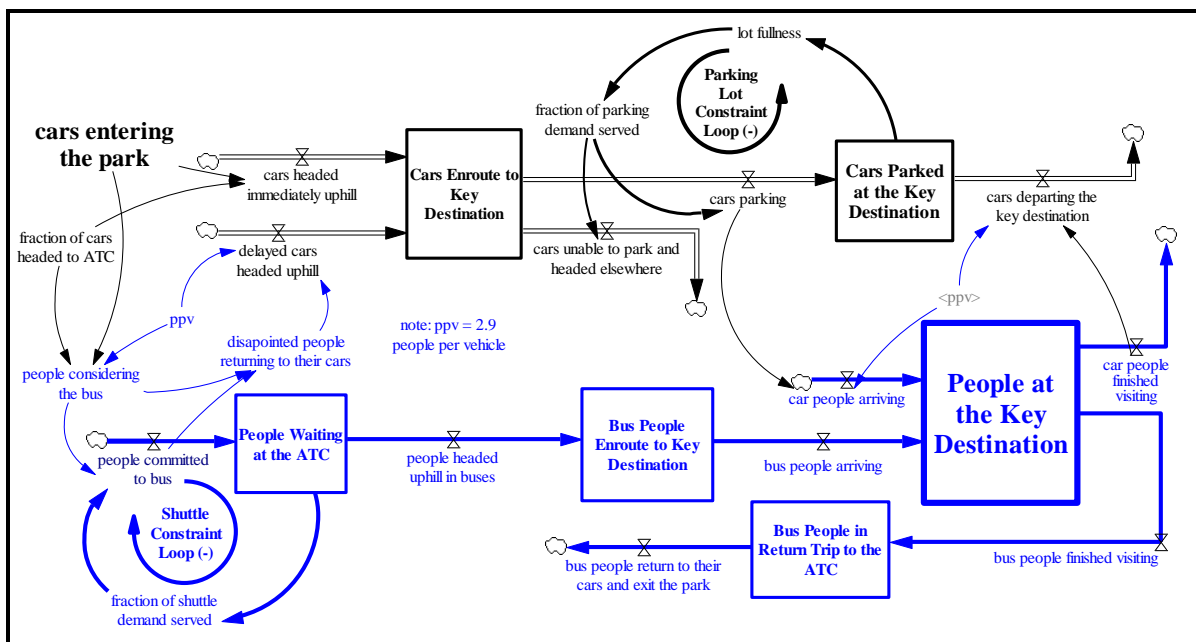 lot fullness
Parking
Lot
Constraint
Loop (-)
fraction of parking
demand served
cars entering
the park
cars headed
immediately uphill
Cars Enroute to
Key
Destination
cars parking
Cars Parked
at the Key
Destination
cars departing the
key destination
fraction of cars
headed to ATC
delayed cars
headed uphill
cars unable to park and
headed elsewhere
ppv
<ppv>
note: ppv = 2.9
people per vehicle
disapointed people
returning to their cars
people considering
the bus
car people arriving
People at
the Key
Destination
car people
finished
visiting
people committed
to bus
People Waiting
at the ATC
people headed
uphill in buses
Bus People
Enroute to Key
Destination
bus people arriving
Shuttle
Constraint
Loop (-)
fraction of shuttle
demand served
bus people return to their
cars and exit the park
Bus People in
Return Trip to the
ATC
bus people finished visiting